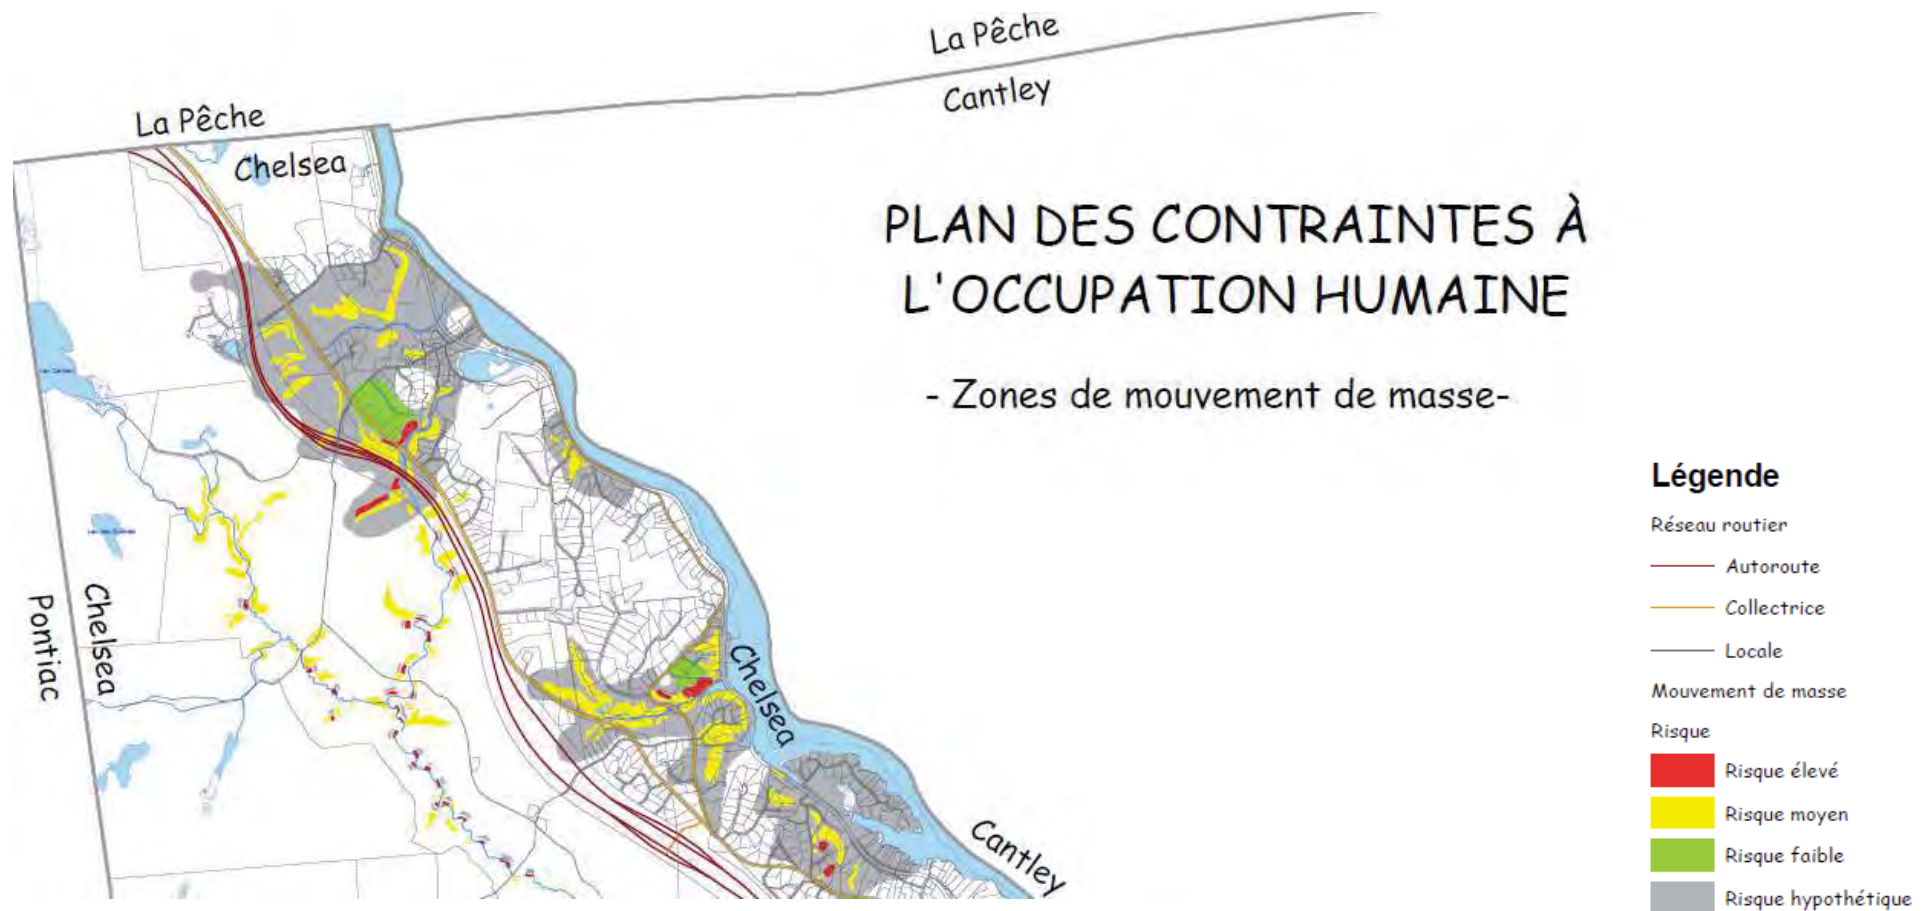 La Pêche
La Pêche
Cantley
Chelsea
PLAN DES CONTRAINTES À
L'OCCUPATION HUMAINE
- Zones de mouvement de masse-
Chelsea
Pontiac
Chelsea
Cantley
Légende
Réseau routier
Autoroute
Collectrice
Locale
Mouvement de masse
Risque
Risque élevé
Risque moyen
Risque faible
Risque hypothétique